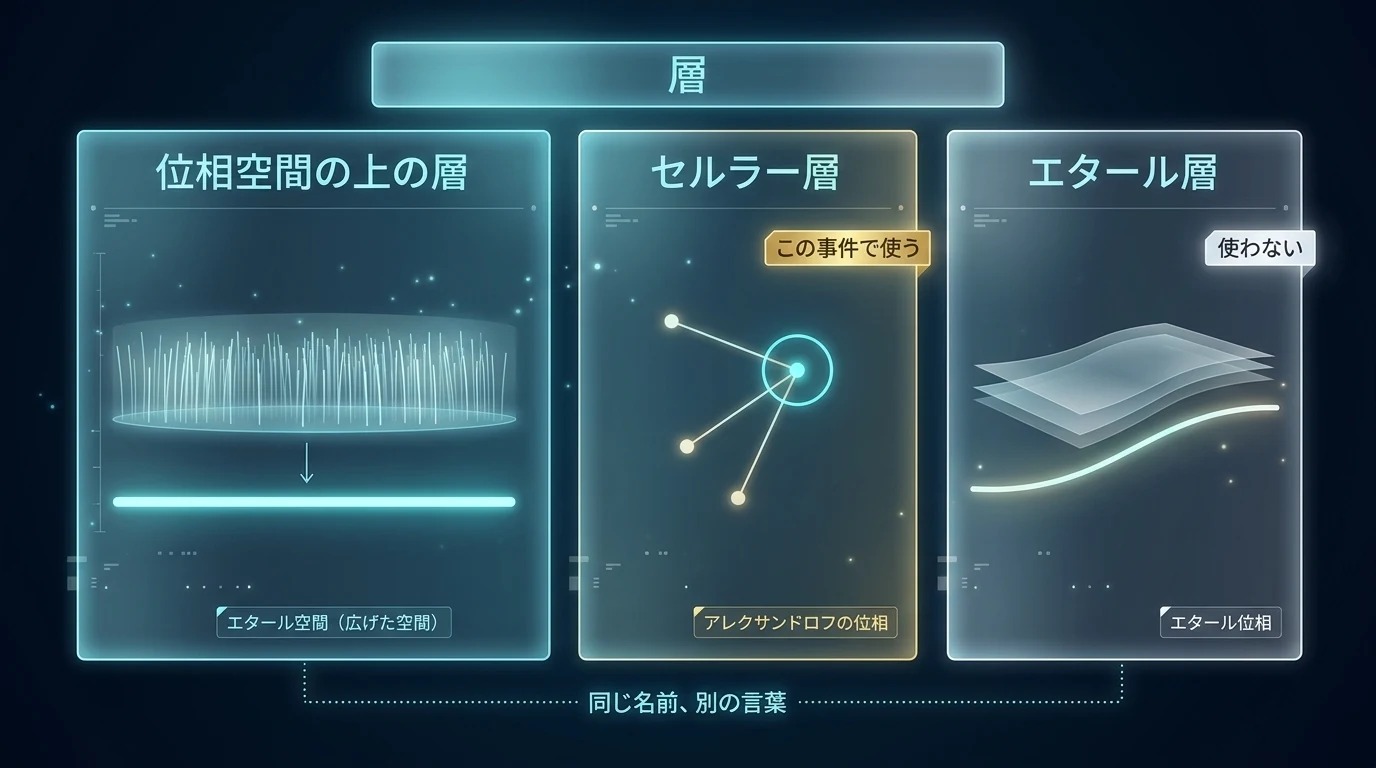 層
位相空間の上の層
エタール空間（広げた空間）
セルラー層
この事件で使う
アレクサンドロフの位相
エタール層
使わない
エタール位相
同じ名前、別の言葉